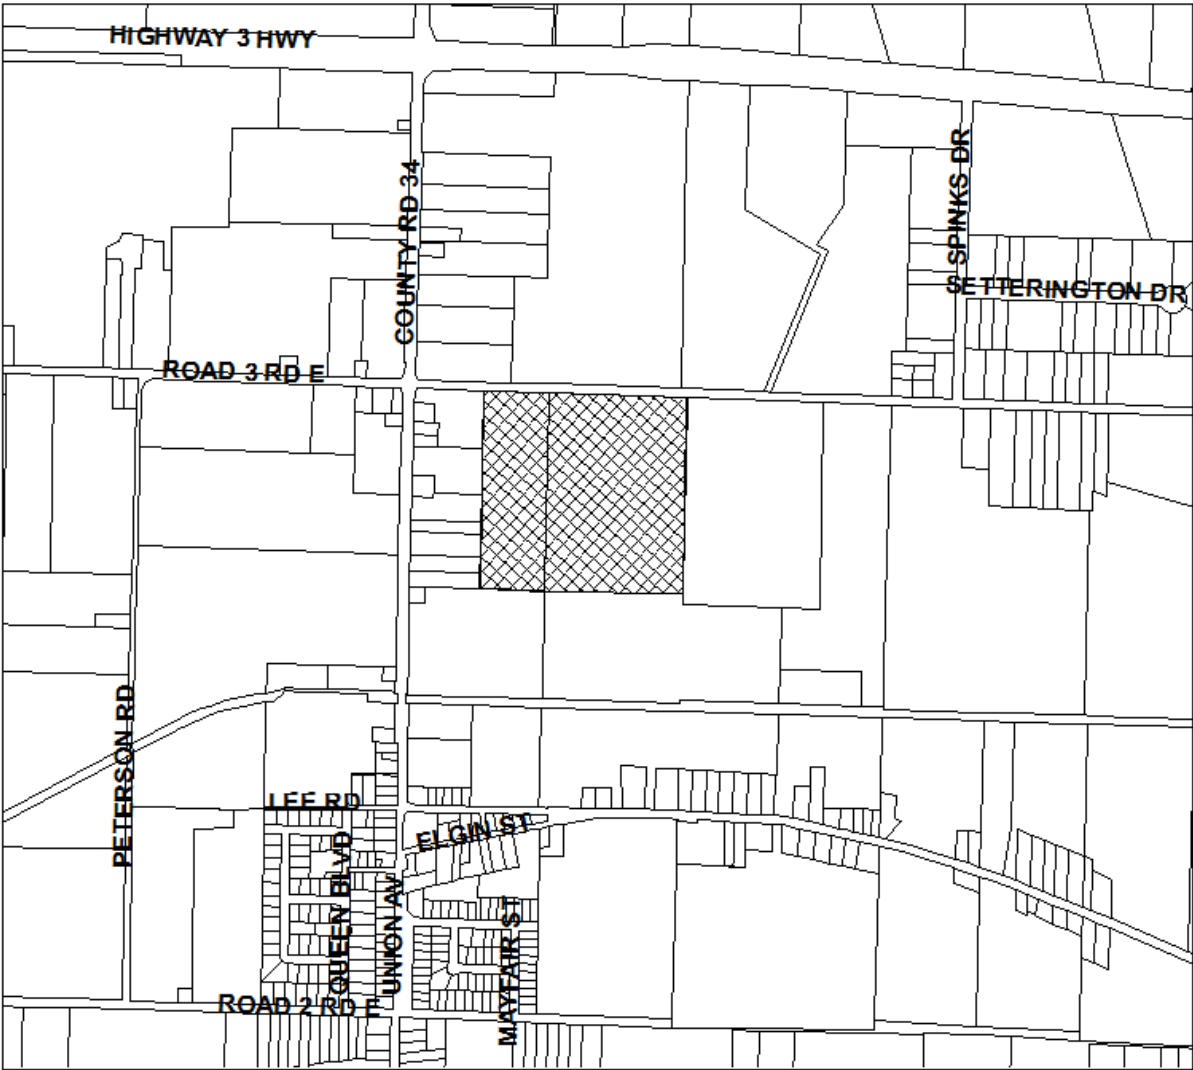 HIGHWAY 3 HWY
SPINKS DR
COUNTY RD 34
SETTERINGTON DR
ROAD 3 RD E
PETERSON RD
LEE RD
ELGIN ST
QUEEN BLVD
UNION AV
MAYFAIR ST
ROAD 2 RD E